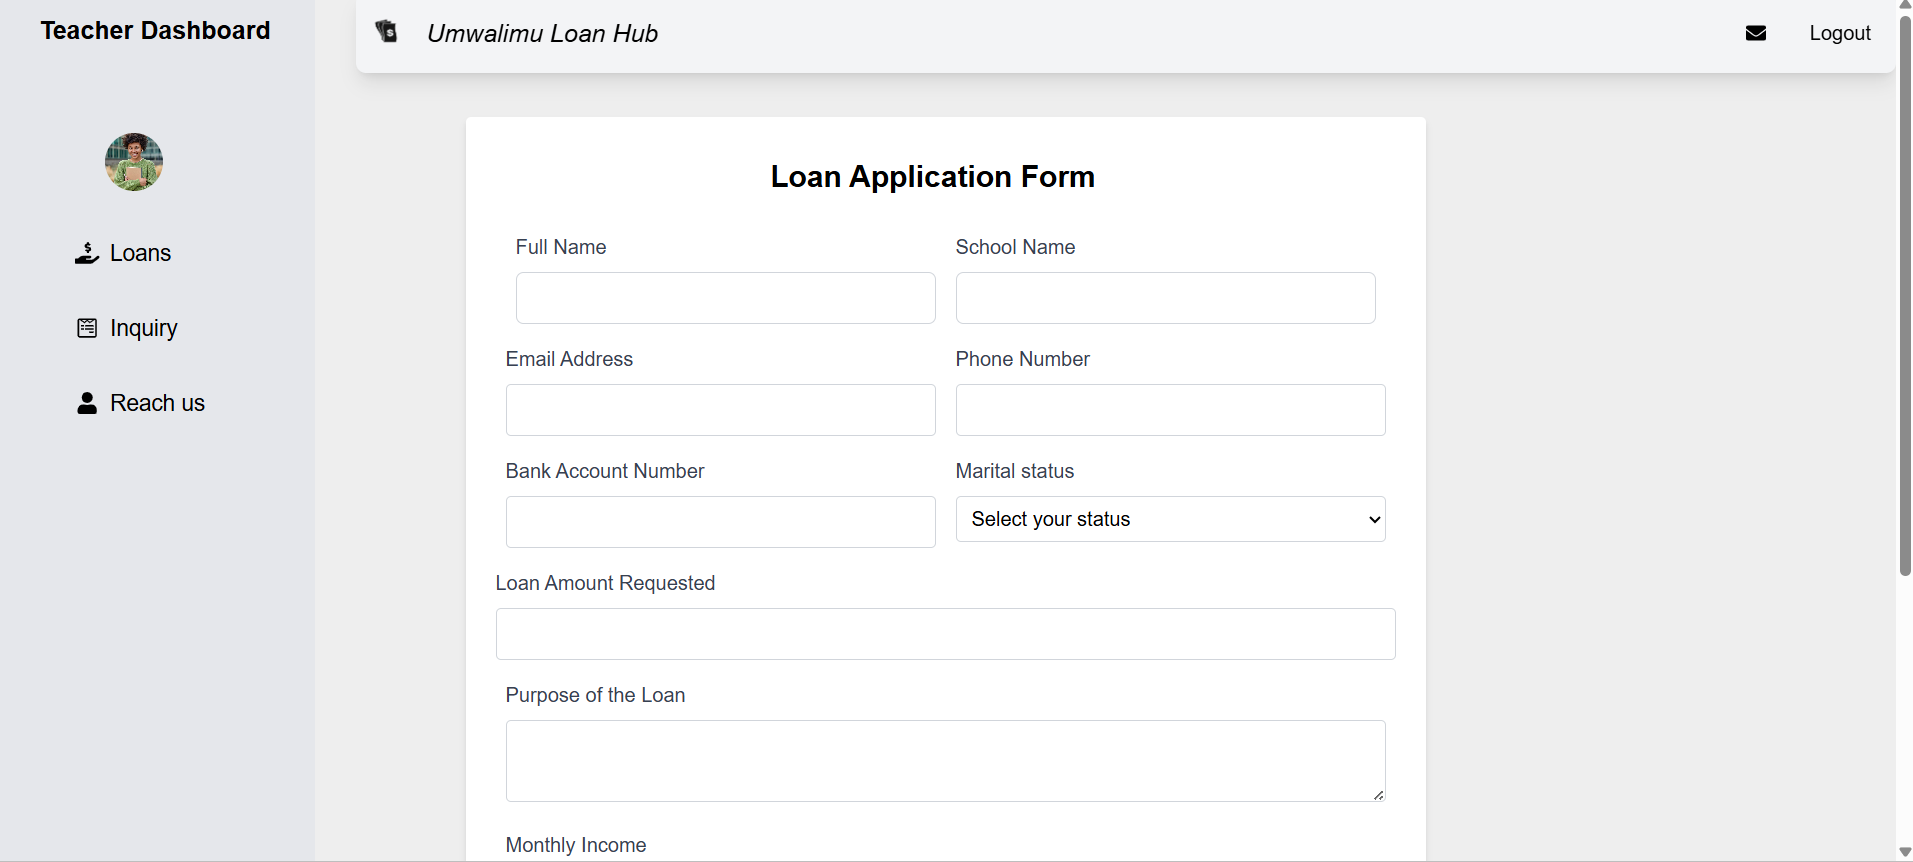 Teacher Dashboard
Umwalimu Loan Hub
Logout
Loans
Inquiry
Reach us
Loan Application Form
Full Name
School Name
Email Address
Phone Number
Bank Account Number
Marital status
Select your status
Loan Amount Requested
Purpose of the Loan
Monthly Income